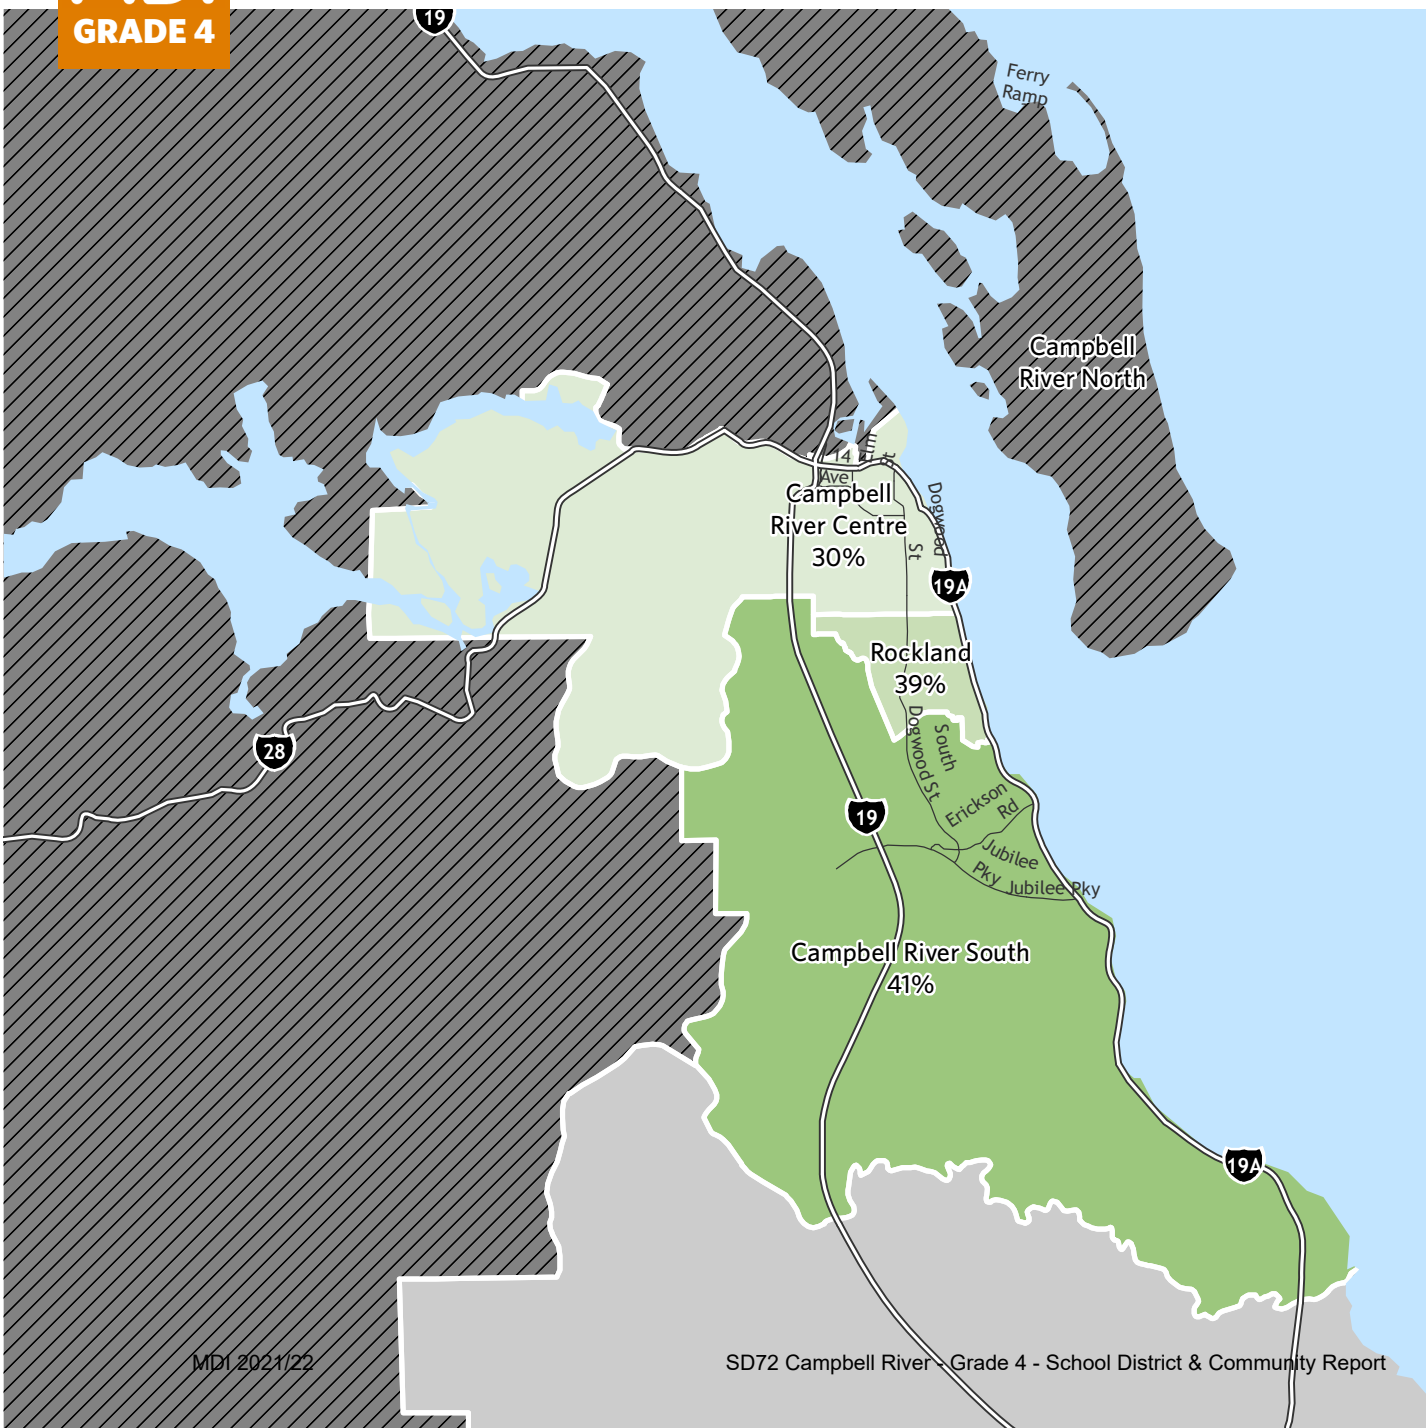 GRADE 4
19
Ferry
Ramp
Campbell
River North
14
Ave
Elm
St
Campbell
River Centre
30%
Dogwood
St
19A
Rockland
39%
28
Dogwood St
South
Erickson
Rd
19
Jubilee
Pky
Jubilee Pky
Campbell River South
41%
19A
MDI 2021/22
SD72 Campbell River - Grade 4 - School District & Community Report